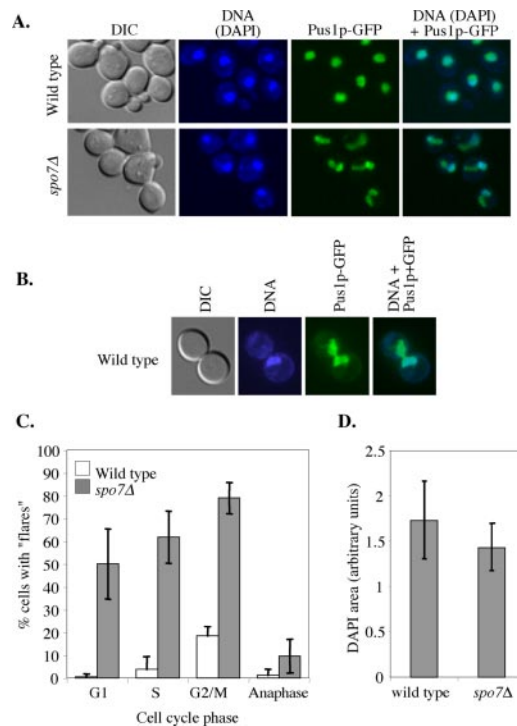 A.
DIC
DNA
(DAPI)
Pus1p-GFP
DNA (DAPI)
+ Pus1p-GFP
Wild type
spo7Δ
B.
DIC
DNA
Pus1p-GFP
DNA +
Pus1p+GFP
Wild type
C.
% cells with "flares"
100
90
80
70
60
50
40
30
20
10
0
Wild type
spo7Δ
G1
S
G2/M
Anaphase
Cell cycle phase
D.
DAPI area (arbitrary units)
2.5
2
1.5
1
0.5
0
wild type
spo7Δ